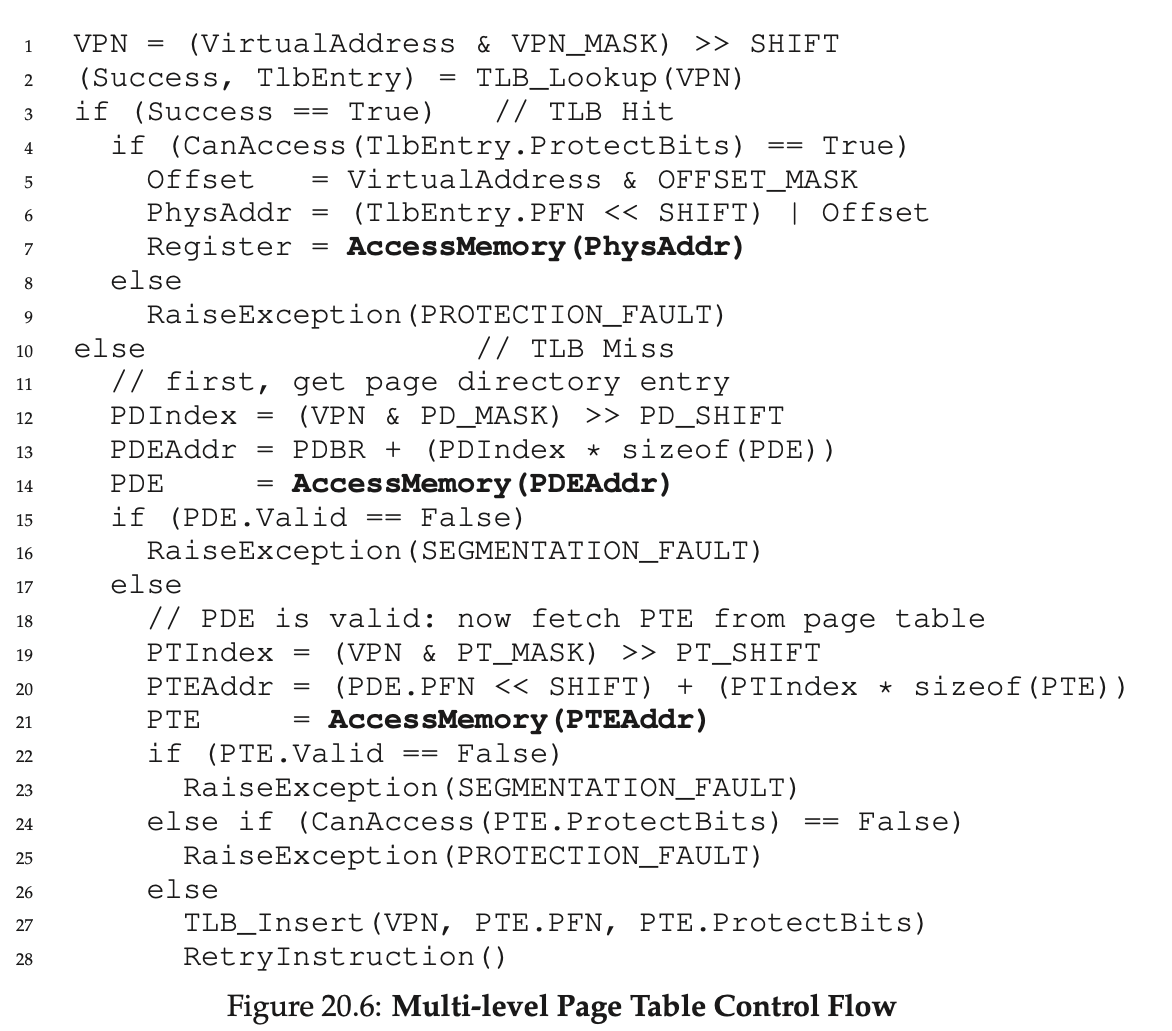 1 VPN = (VirtualAddress & VPN_MASK) >> SHIFT
2 (Success, TlbEntry) = TLB_Lookup(VPN)
3 if (Success == True) // TLB Hit
4 if (CanAccess(TlbEntry.ProtectBits) == True)
5 Offset = VirtualAddress & OFFSET_MASK
6 PhysAddr = (TlbEntry.PFN << SHIFT) | Offset
7 Register = AccessMemory(PhysAddr)
8 else
9 RaiseException(PROTECTION_FAULT)
10 else // TLB Miss
11 // first, get page directory entry
12 PDIndex = (VPN & PD_MASK) >> PD_SHIFT
13 PDEAddr = PDBR + (PDIndex * sizeof(PDE))
14 PDE = AccessMemory(PDEAddr)
15 if (PDE.Valid == False)
16 RaiseException(SEGMENTATION_FAULT)
17 else
18 // PDE is valid: now fetch PTE from page table
19 PTIndex = (VPN & PT_MASK) >> PT_SHIFT
20 PTEAddr = (PDE.PFN << SHIFT) + (PTIndex * sizeof(PTE))
21 PTE = AccessMemory(PTEAddr)
22 if (PTE.Valid == False)
23 RaiseException(SEGMENTATION_FAULT)
24 else if (CanAccess(PTE.ProtectBits) == False)
25 RaiseException(PROTECTION_FAULT)
26 else
27 TLB_Insert(VPN, PTE.PFN, PTE.ProtectBits)
28 RetryInstruction()
Figure 20.6: Multi-level Page Table Control Flow